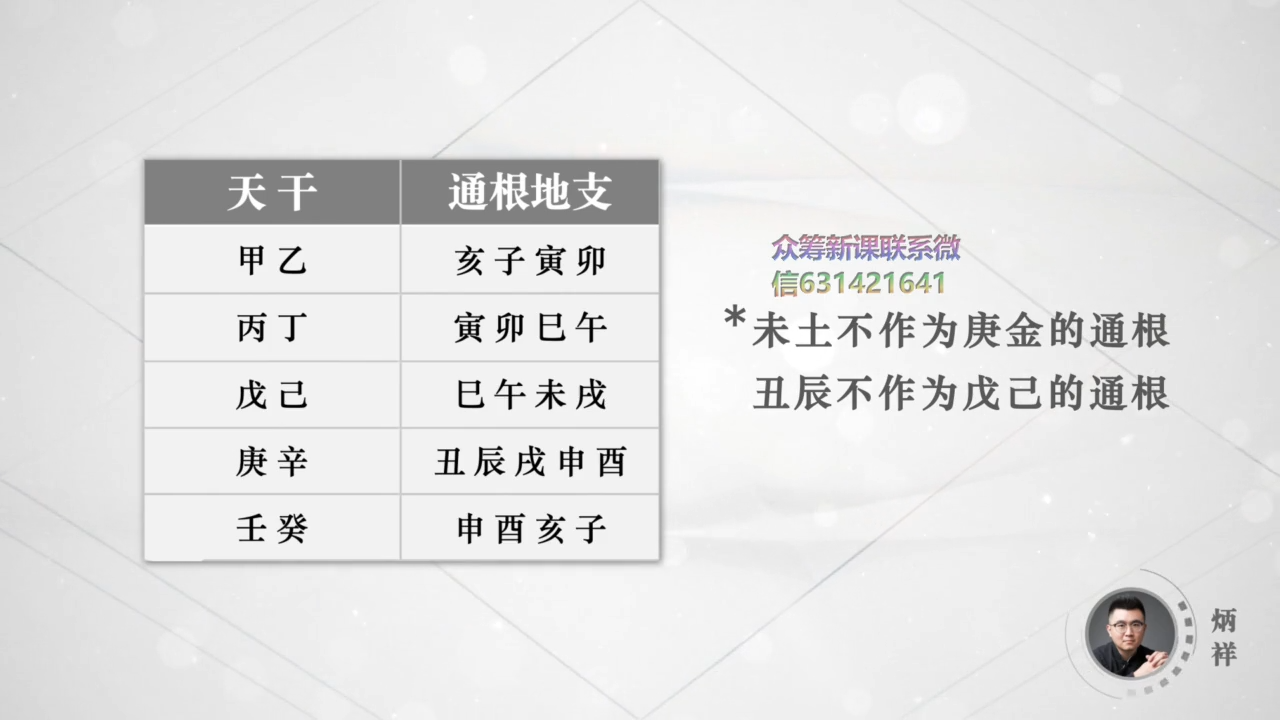 天干 通根地支
甲乙 亥子寅卯
丙丁 寅卯巳午
戊己 巳午未戌
庚辛 丑辰戌申酉
壬癸 申酉亥子
众筹新课联系微
信631421641
*未土不作为庚金的通根
丑辰不作为戊己的通根
炳
祥